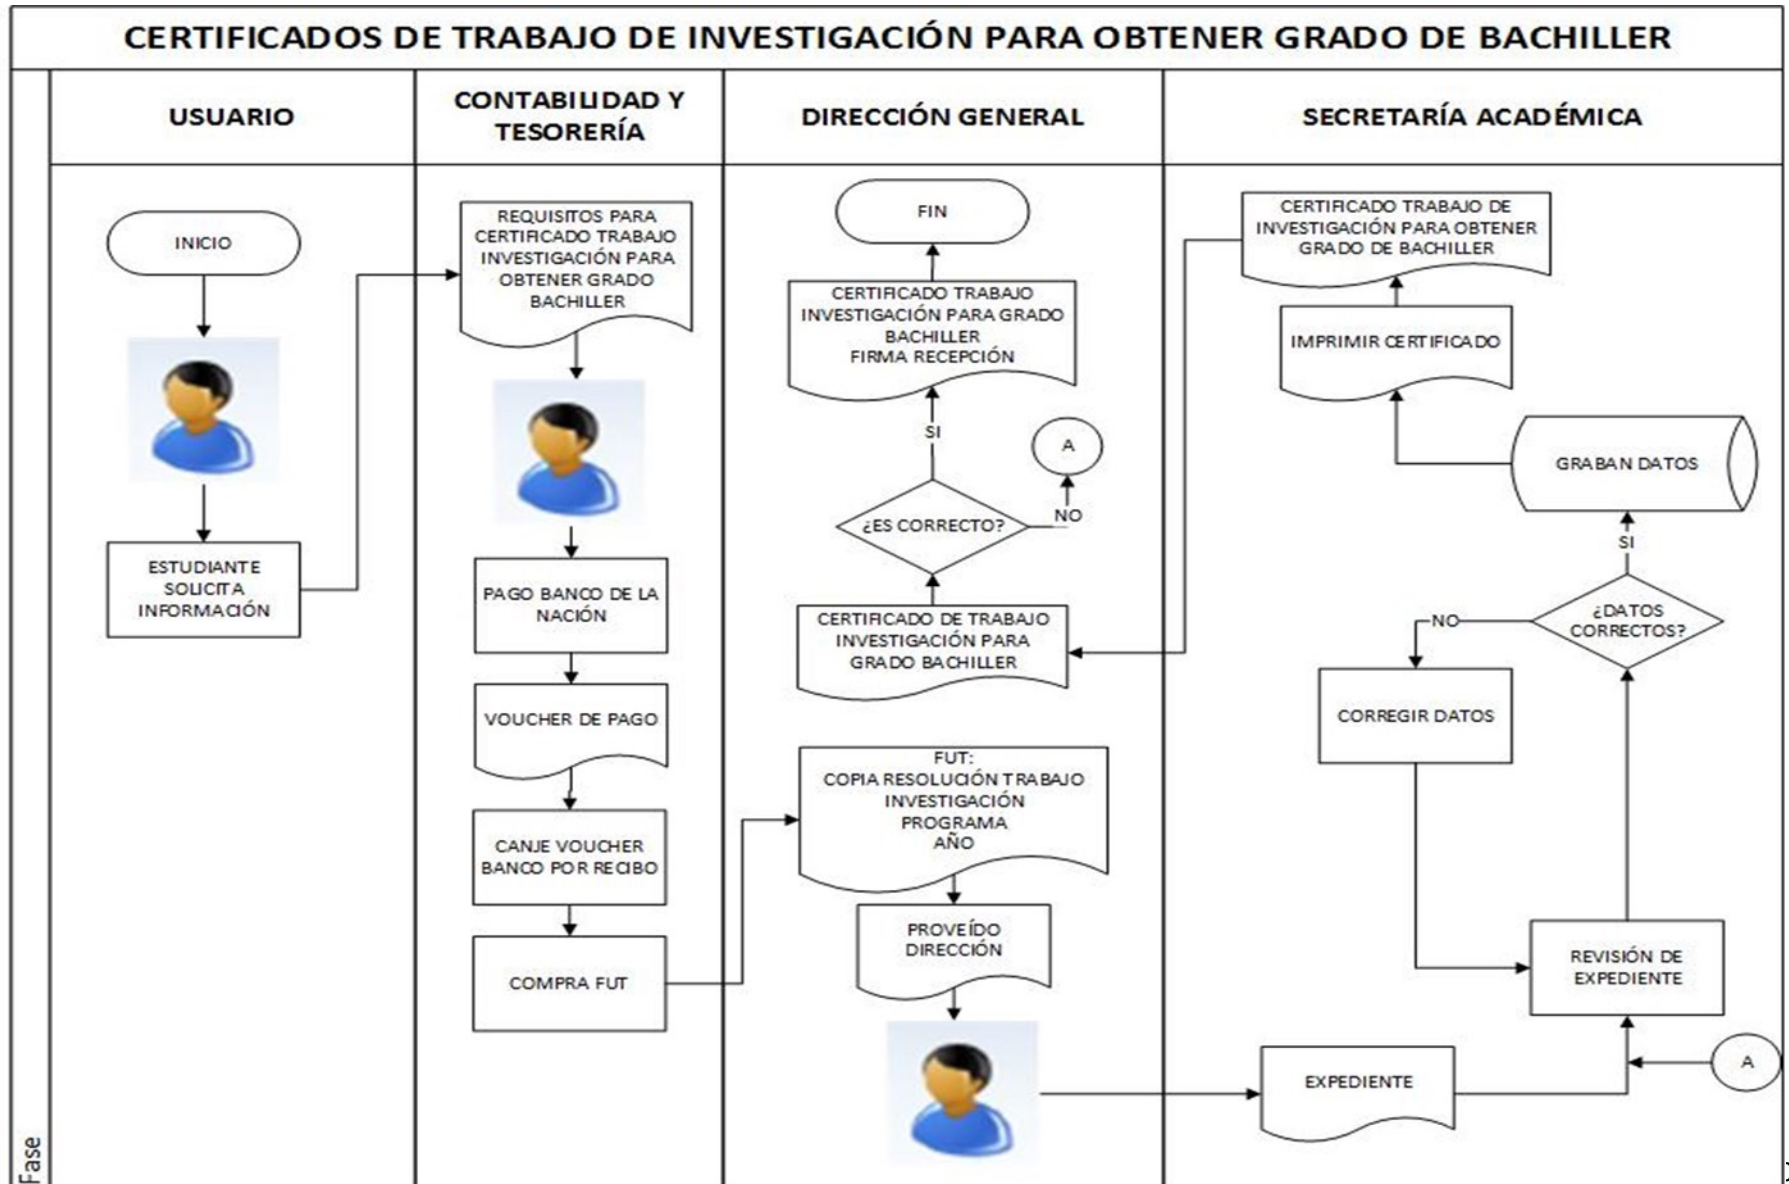 CERTIFICADOS DE TRABAJO DE INVESTIGACIÓN PARA OBTENER GRADO DE BACHILLER
Fase
USUARIO
INICIO
ESTUDIANTE
SOLICITA
INFORMACIÓN
CONTABILIDAD Y
TESORERÍA
REQUISITOS PARA
CERTIFICADO TRABAJO
INVESTIGACIÓN PARA
OBTENER GRADO
BACHILLER
PAGO BANCO DE LA
NACIÓN
VOUCHER DE PAGO
CANJE VOUCHER
BANCO POR RECIBO
COMPRA FUT
DIRECCIÓN GENERAL
FIN
CERTIFICADO TRABAJO
INVESTIGACIÓN PARA GRADO
BACHILLER
FIRMA RECEPCIÓN
SI
A
¿ES CORRECTO?
NO
CERTIFICADO DE TRABAJO
INVESTIGACIÓN PARA
GRADO BACHILLER
FUT:
COPIA RESOLUCIÓN TRABAJO
INVESTIGACIÓN
PROGRAMA
AÑO
PROVEÍDO
DIRECCIÓN
SECRETARÍA ACADÉMICA
CERTIFICADO TRABAJO DE
INVESTIGACIÓN PARA OBTENER
GRADO DE BACHILLER
IMPRIMIR CERTIFICADO
GRABAN DATOS
SI
¿DATOS
CORRECTOS?
NO
CORREGIR DATOS
REVISIÓN DE
EXPEDIENTE
A
EXPEDIENTE